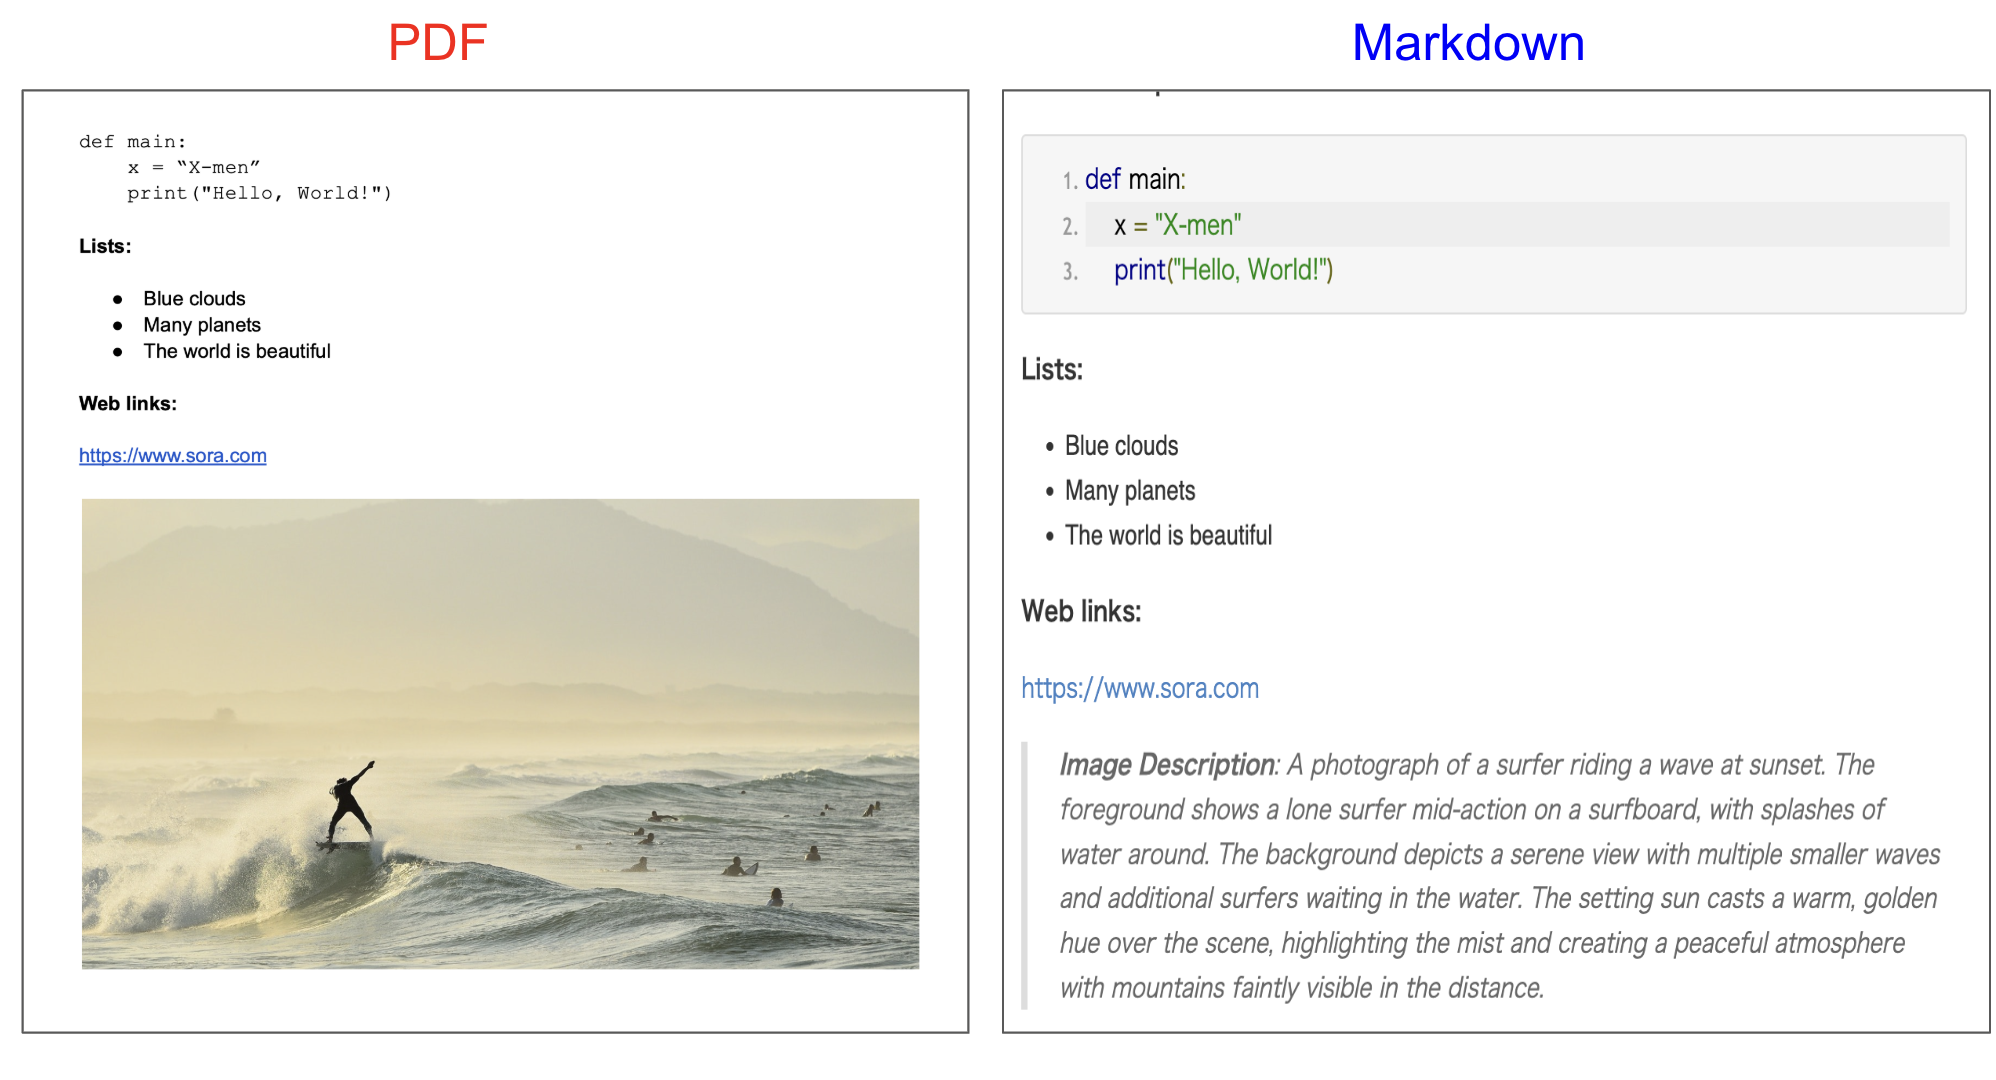 PDF
Markdown
def main:
    x = “X-men”
    print("Hello, World!")
Lists:
● Blue clouds
● Many planets
● The world is beautiful
Web links:
https://www.sora.com
1. def main:
2.     x = "X-men"
3.     print("Hello, World!")
Lists:
• Blue clouds
• Many planets
• The world is beautiful
Web links:
https://www.sora.com
Image Description: A photograph of a surfer riding a wave at sunset. The
foreground shows a lone surfer mid-action on a surfboard, with splashes of
water around. The background depicts a serene view with multiple smaller waves
and additional surfers waiting in the water. The setting sun casts a warm, golden
hue over the scene, highlighting the mist and creating a peaceful atmosphere
with mountains faintly visible in the distance.